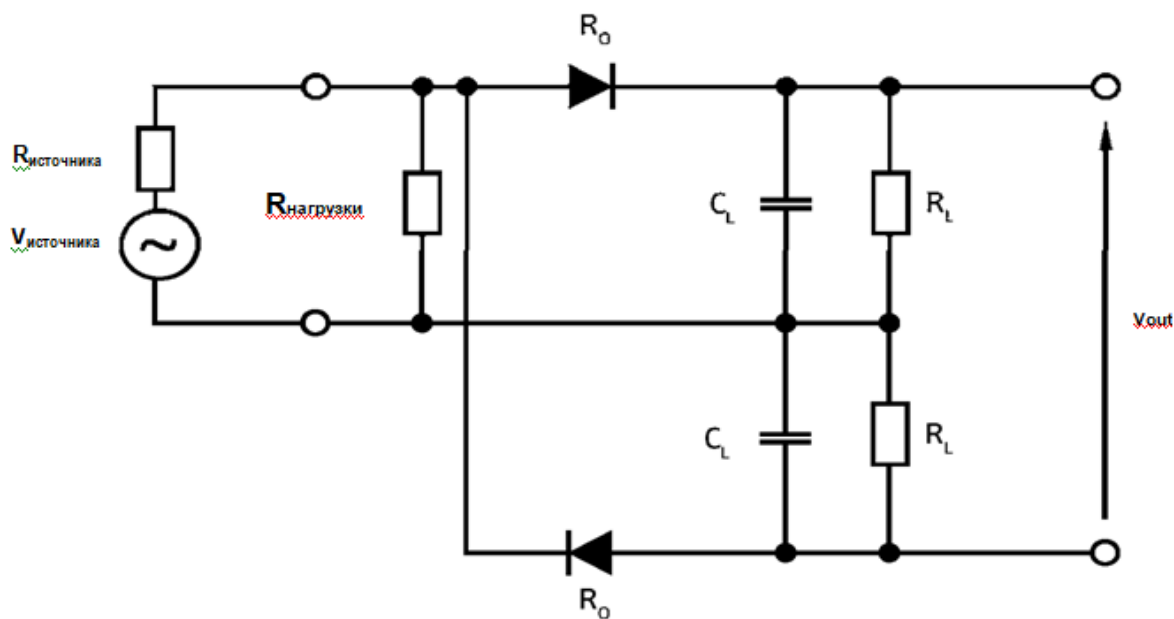 R₀
Rисточника
Rнагрузки
Vисточника
C_L
R_L
Vout
C_L
R_L
R₀